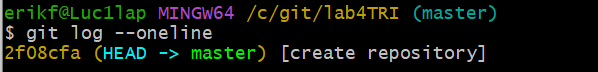 erikf@Luc1lap MINGW64 /c/git/lab4TRI (master)
$ git log --oneline
2f08cfa (HEAD -> master) [create repository]